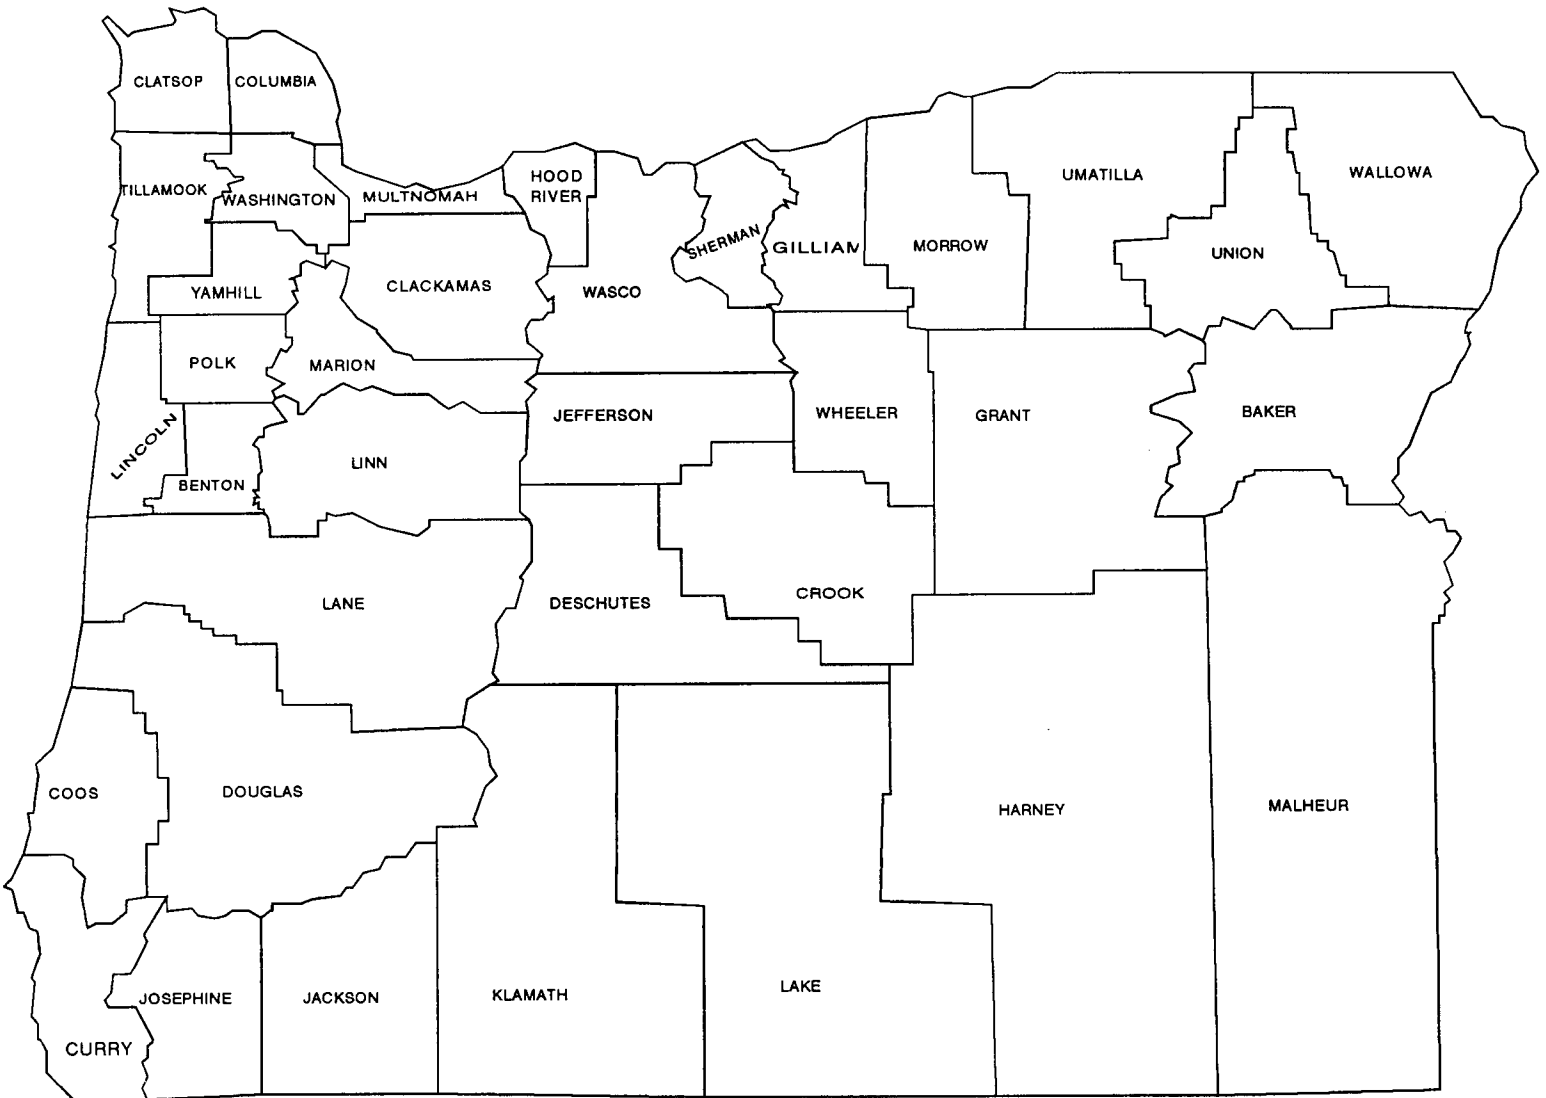 CLATSOP
COLUMBIA
TILLAMOOK
WASHINGTON
MULTNOMAH
HOOD
RIVER
UMATILLA
WALLOWA
SHERMAN
GILLIAM
MORROW
UNION
YAMHILL
CLACKAMAS
WASCO
POLK
MARION
JEFFERSON
WHEELER
GRANT
BAKER
LINCOLN
LINN
BENTON
LANE
DESCHUTES
CROOK
COOS
DOUGLAS
HARNEY
MALHEUR
JOSEPHINE
JACKSON
KLAMATH
LAKE
CURRY